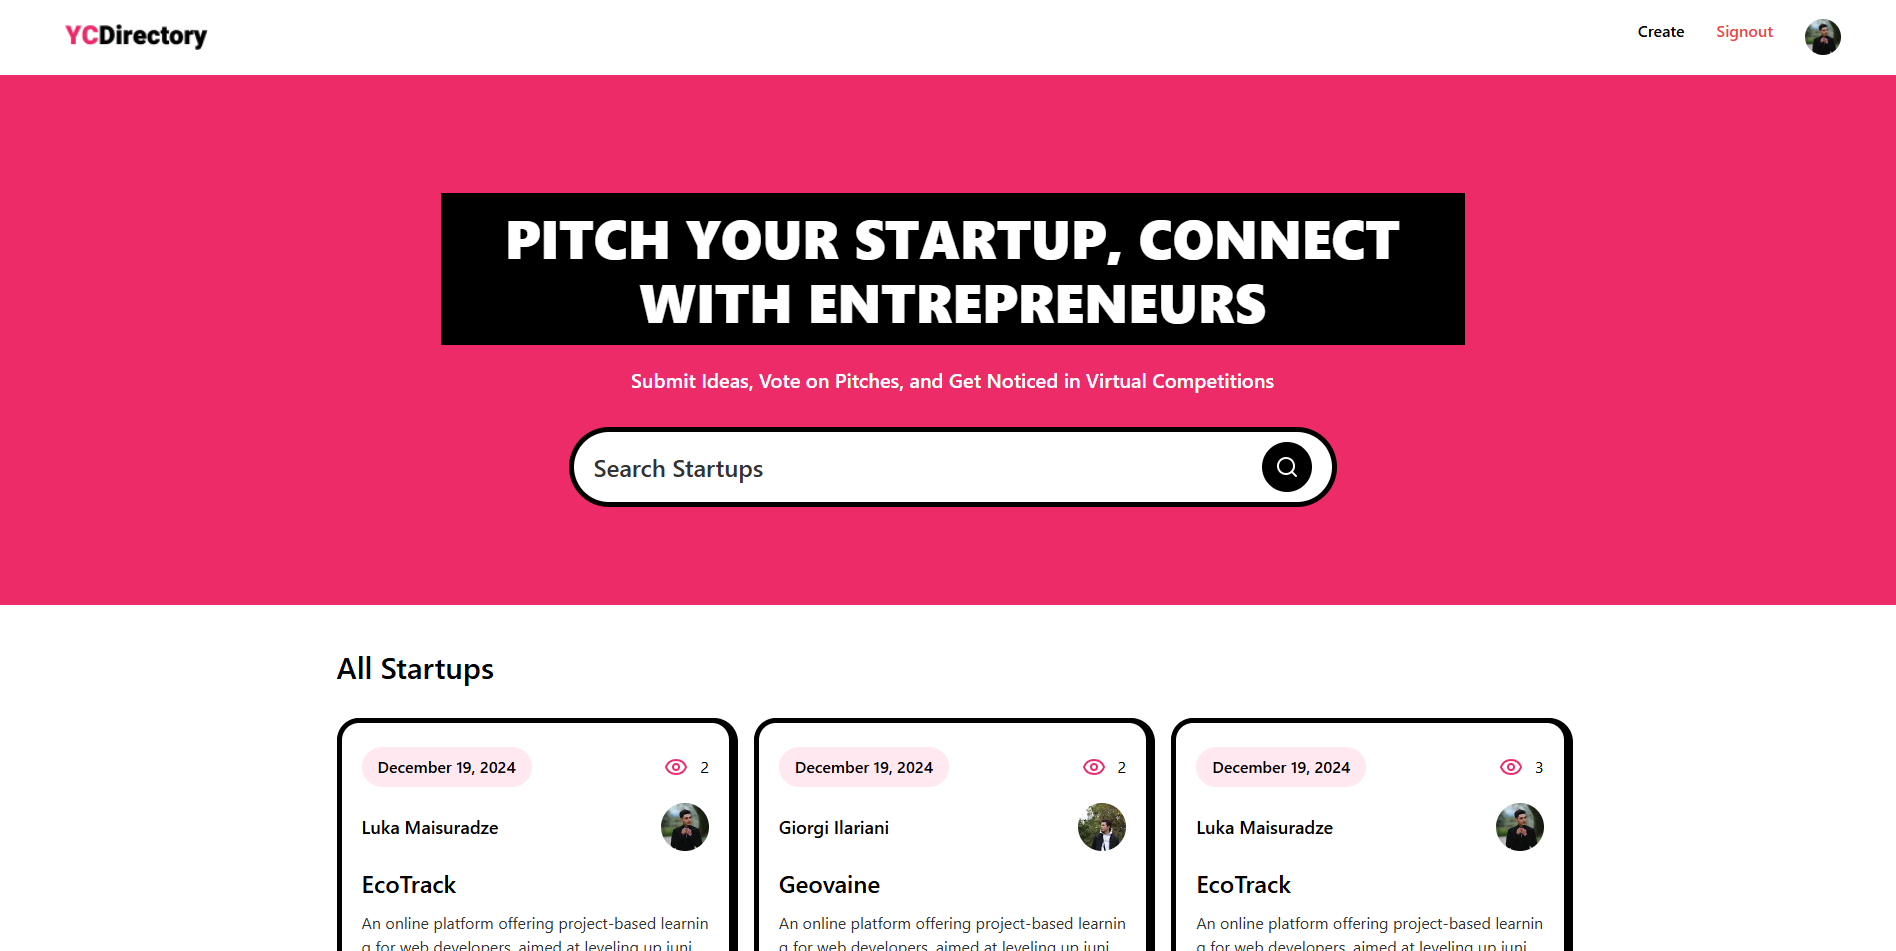 YCDirectory
Create
Signout
PITCH YOUR STARTUP, CONNECT
WITH ENTREPRENEURS
Submit Ideas, Vote on Pitches, and Get Noticed in Virtual Competitions
Search Startups
All Startups
December 19, 2024
2
Luka Maisuradze
EcoTrack
An online platform offering project-based learnin
g for web developers, aimed at leveling up juni
December 19, 2024
2
Giorgi Ilariani
Geovaine
An online platform offering project-based learnin
g for web developers, aimed at leveling up juni
December 19, 2024
3
Luka Maisuradze
EcoTrack
An online platform offering project-based learnin
g for web developers, aimed at leveling up juni